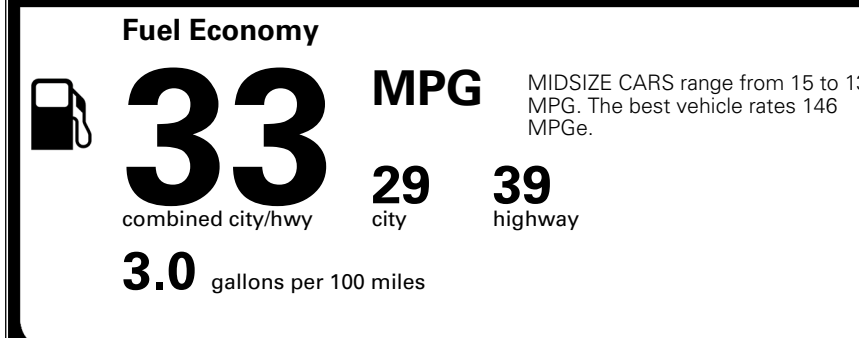 Fuel Economy
33 MPG
MIDSIZE CARS range from 15 to
MPG. The best vehicle rates 146
MPGe.
29 39
combined city/hwy city highway
3.0 gallons per 100 miles